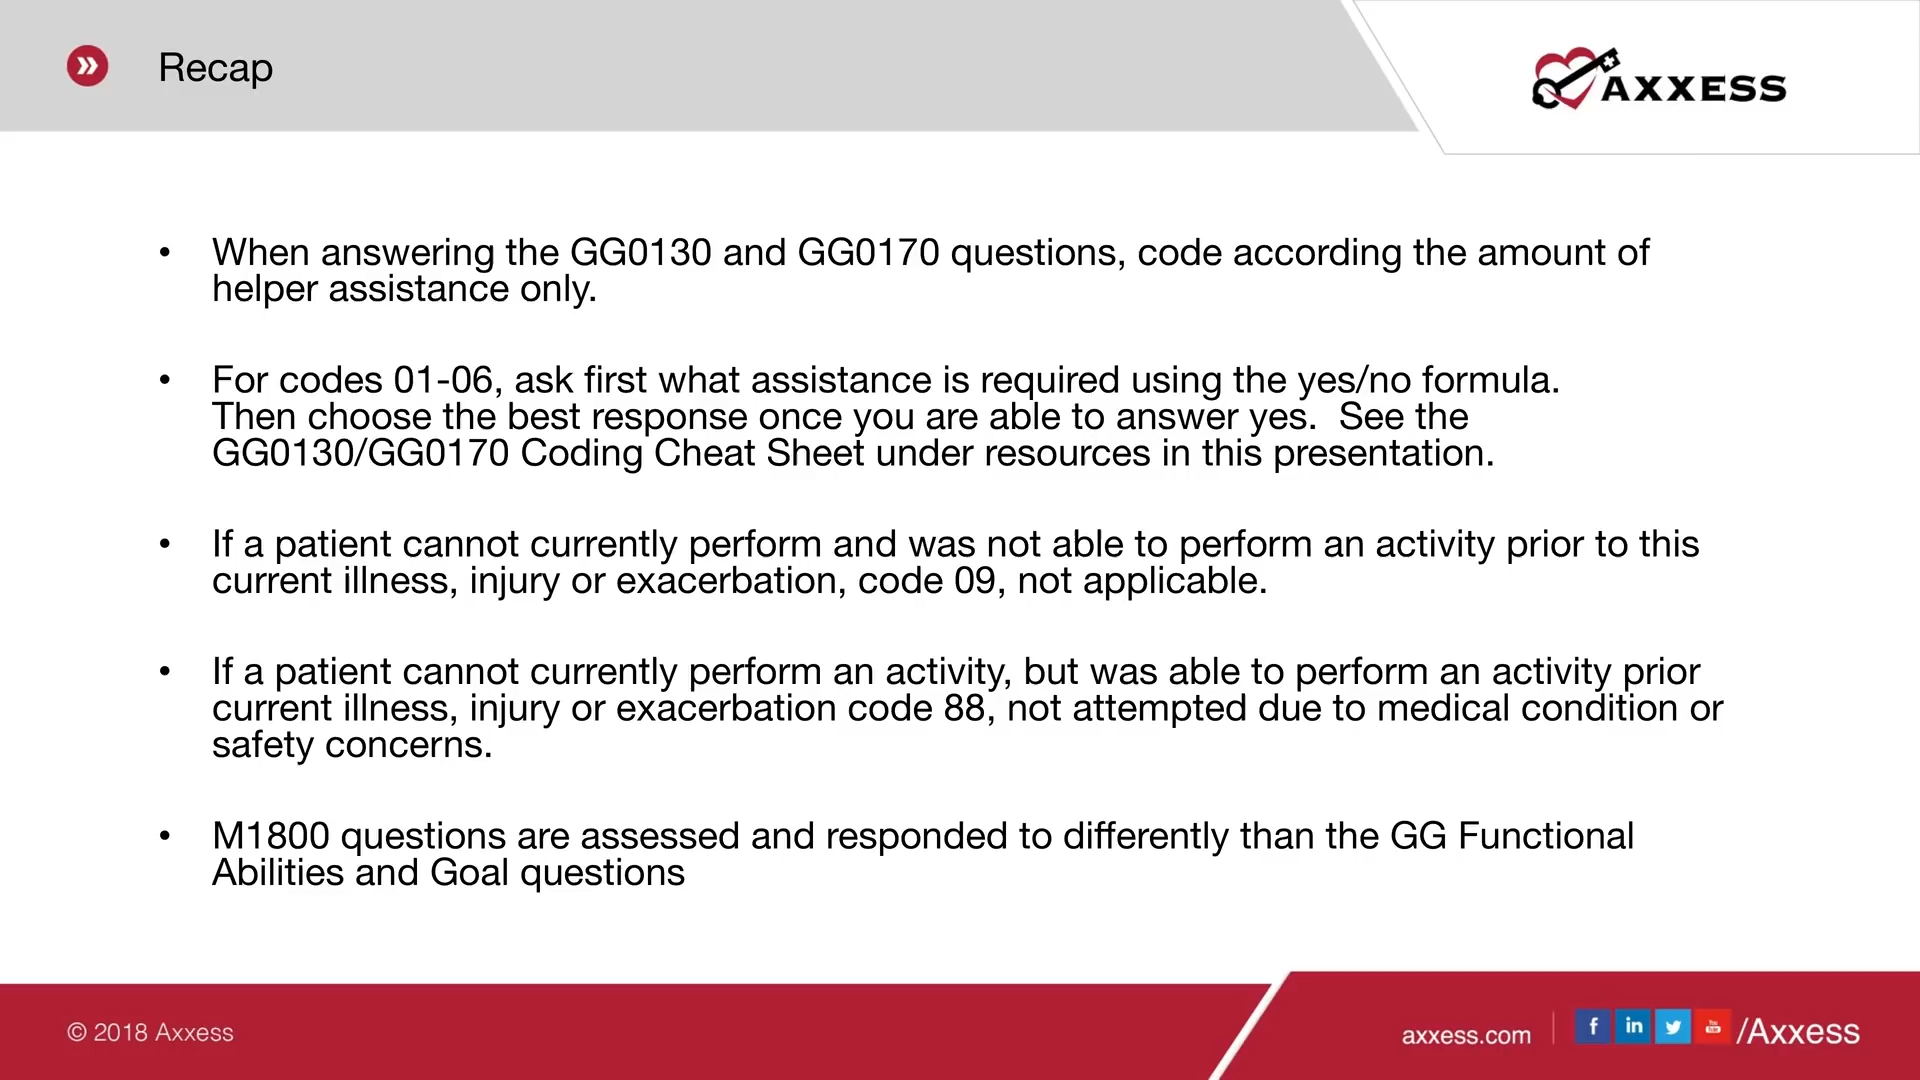 Recap
AXXESS
• When answering the GG0130 and GG0170 questions, code according the amount of
helper assistance only.
• For codes 01-06, ask first what assistance is required using the yes/no formula.
Then choose the best response once you are able to answer yes.  See the
GG0130/GG0170 Coding Cheat Sheet under resources in this presentation.
• If a patient cannot currently perform and was not able to perform an activity prior to this
current illness, injury or exacerbation, code 09, not applicable.
• If a patient cannot currently perform an activity, but was able to perform an activity prior
current illness, injury or exacerbation code 88, not attempted due to medical condition or
safety concerns.
• M1800 questions are assessed and responded to differently than the GG Functional
Abilities and Goal questions
© 2018 Axxess
axxess.com | f in You Tube /Axxess